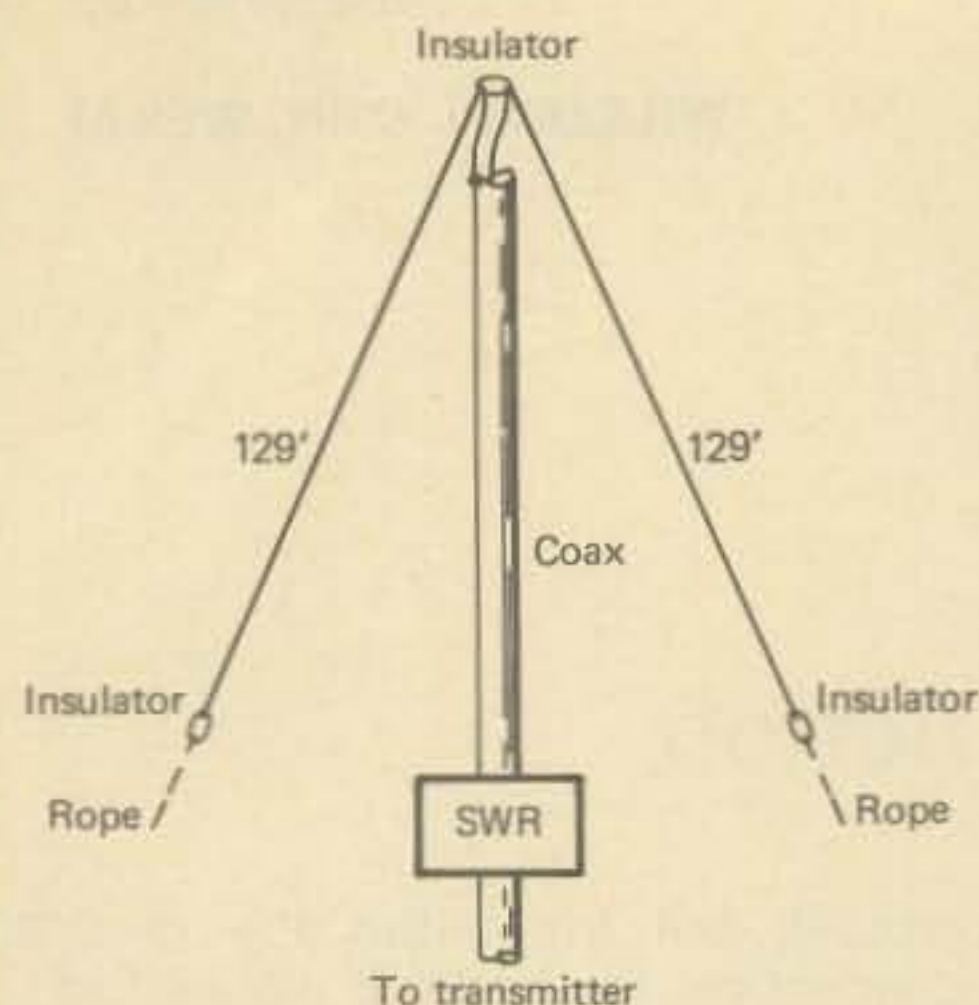 Insulator
129'
129'
Coax
Insulator
Insulator
Rope
SWR
Rope
To transmitter